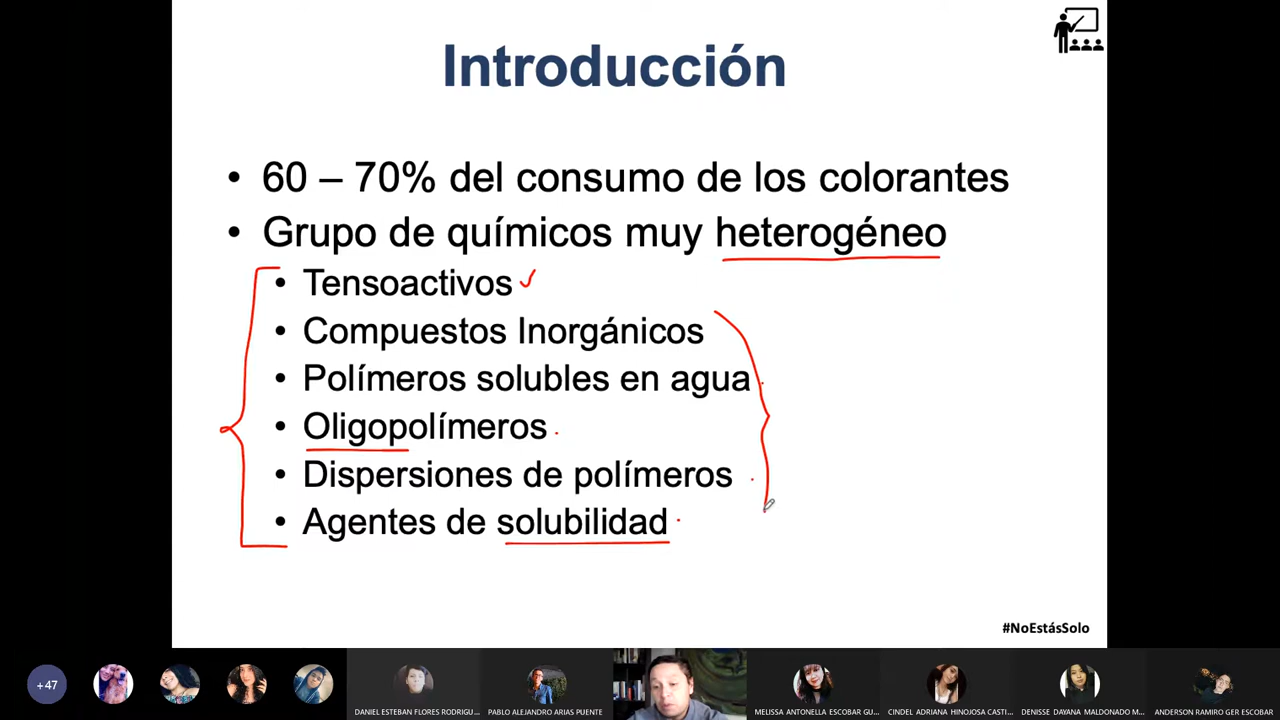 Introducción
• 60 – 70% del consumo de los colorantes
• Grupo de químicos muy heterogéneo
• Tensoactivos
• Compuestos Inorgánicos
• Polímeros solubles en agua
• Oligopolímeros
• Dispersiones de polímeros
• Agentes de solubilidad
#NoEstásSolo
+47
DANIEL ESTEBAN FLORES RODRIGU...
PABLO ALEJANDRO ARIAS PUENTE
MELISSA ANTONELLA ESCOBAR GU...
CINDEL ADRIANA HINOJOSA CASTI...
DENISSE DAYANA MALDONADO M...
ANDERSON RAMIRO GER ESCOBAR